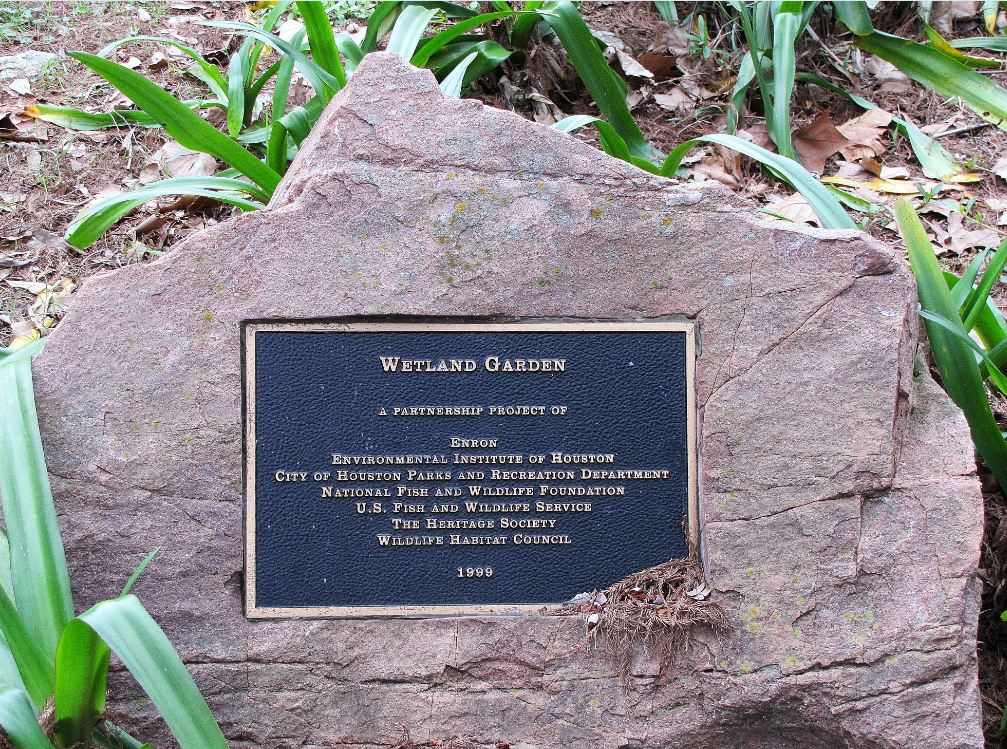 WETLAND GARDEN
A PARTNERSHIP PROJECT OF
ENRON
ENVIRONMENTAL INSTITUTE OF HOUSTON
CITY OF HOUSTON PARKS AND RECREATION DEPARTMENT
NATIONAL FISH AND WILDLIFE FOUNDATION
U.S. FISH AND WILDLIFE SERVICE
THE HERITAGE SOCIETY
WILDLIFE HABITAT COUNCIL
1999